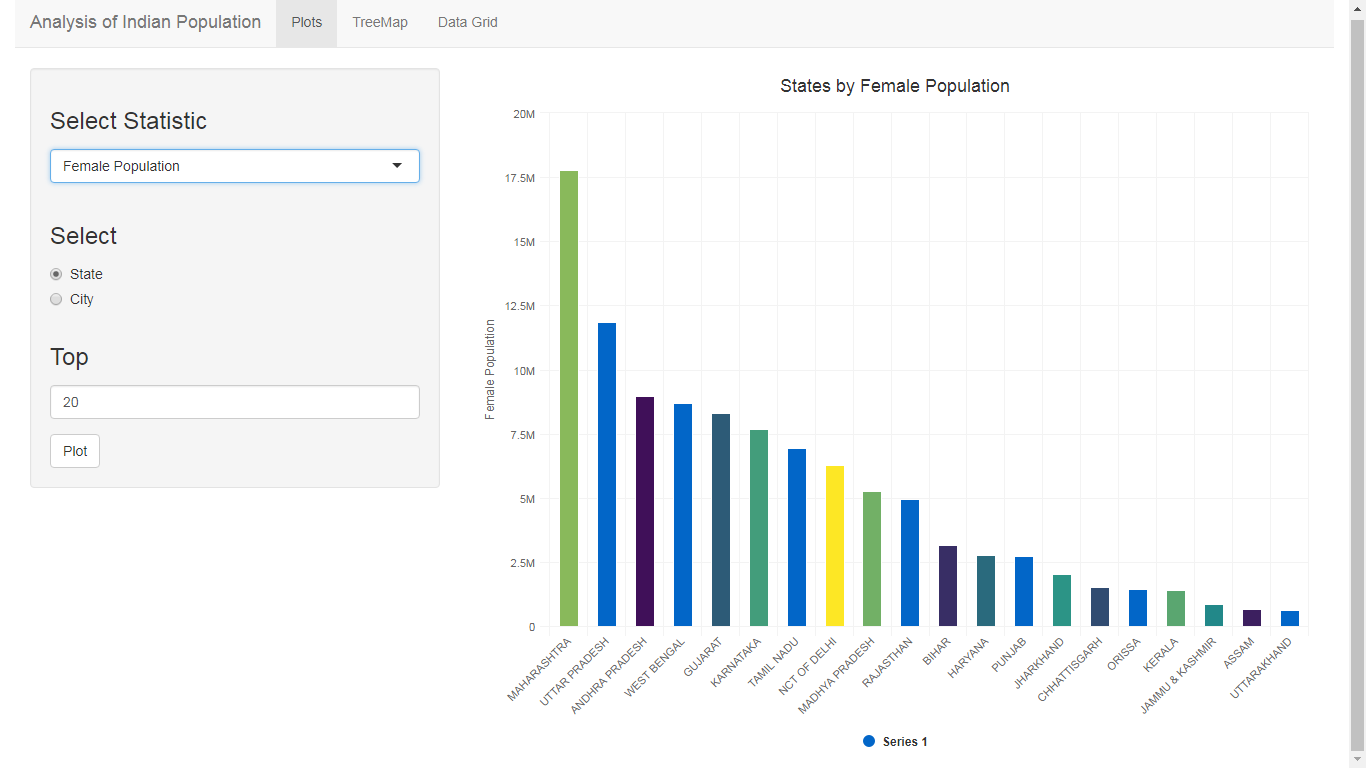 Analysis of Indian Population
Plots
TreeMap
Data Grid
Select Statistic
Female Population
Select
State
City
Top
20
Plot
States by Female Population
Female Population
20M
17.5M
15M
12.5M
10M
7.5M
5M
2.5M
0
MAHARASHTRA
UTTAR PRADESH
ANDHRA PRADESH
WEST BENGAL
GUJARAT
KARNATAKA
TAMIL NADU
NCT OF DELHI
MADHYA PRADESH
RAJASTHAN
BIHAR
HARYANA
PUNJAB
JHARKHAND
CHHATTISGARH
ORISSA
KERALA
JAMMU & KASHMIR
ASSAM
UTTARAKHAND
Series 1